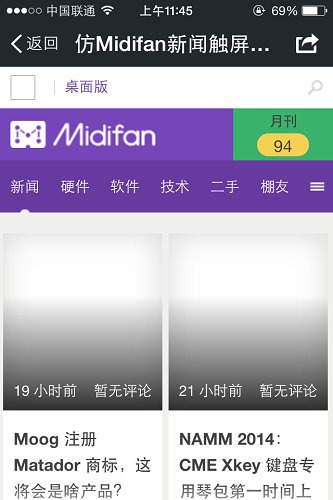 中国联通 上午11:45 69%
返回 仿Midifan新闻触屏...
桌面版
Midifan 月刊
94
新闻 硬件 软件 技术 二手 棚友
19 小时前 暂无评论 21 小时前 暂无评论
Moog 注册
Matador 商标，这
将会是啥产品？
NAMM 2014：
CME Xkey 键盘专
用琴包第一时间上